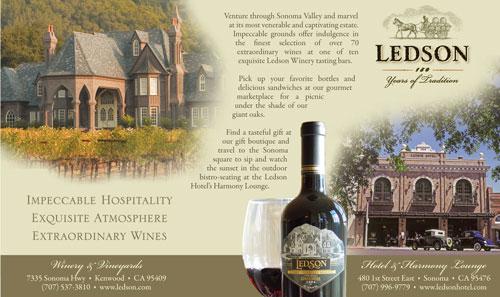 Venture through Sonoma Valley and marvel
at its most venerable and captivating estate.
Impeccable grounds offer indulgence in
the finest selection of over 70
extraordinary wines at one of ten
exquisite Ledson Winery tasting bars.
Pick up your favorite bottles and
delicious sandwiches at our gourmet
marketplace for a picnic
under the shade of our
giant oaks.
Find a tasteful gift at
our gift boutique and
travel to the Sonoma
square to sip and watch
the sunset in the outdoor
bistro-seating at the Ledson
Hotel's Harmony Lounge.
LEDSON
150
Years of Tradition
IMPECCABLE HOSPITALITY
EXQUISITE ATMOSPHERE
EXTRAORDINARY WINES
LEDSON
Winery & Vineyards
7335 Sonoma Hwy • Kenwood • CA 95409
(707) 537-3810 • www.ledson.com
Hotel & Harmony Lounge
480 1st Street East • Sonoma • CA 95476
(707) 996-9779 • www.ledsonhotel.com